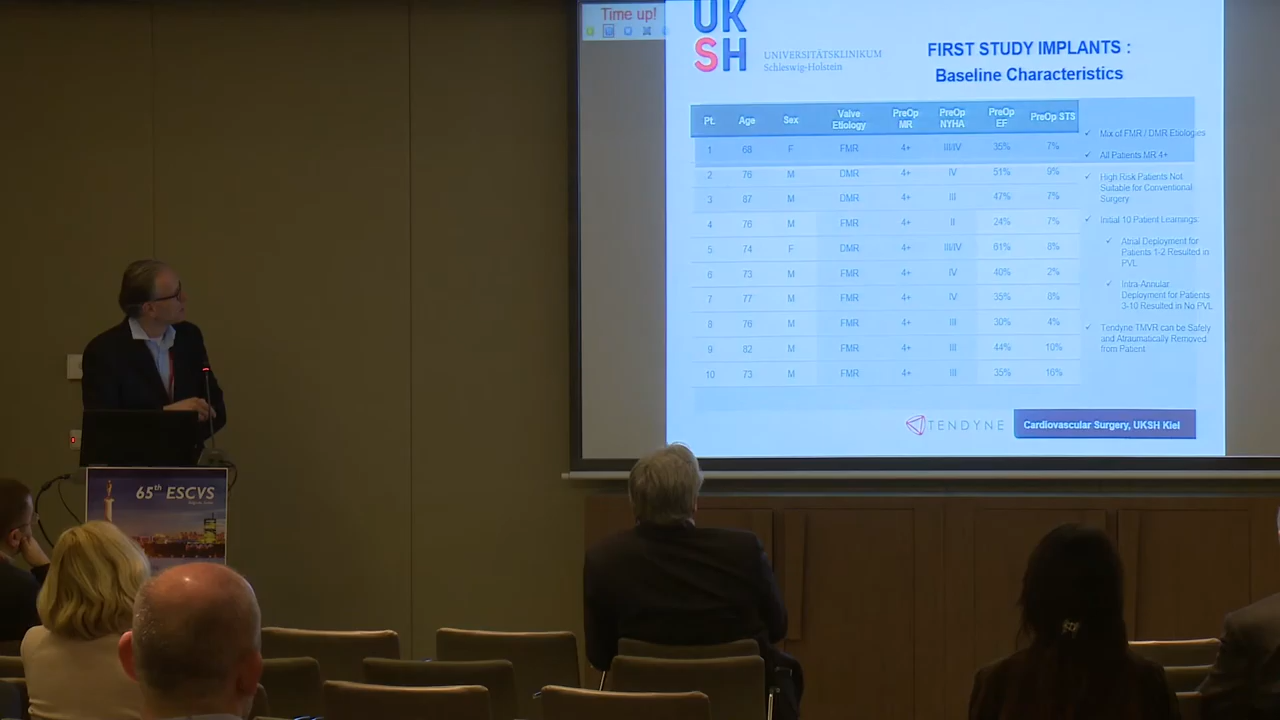 Time up!
UK
SH
UNIVERSITÄTSKLINIKUM
Schleswig-Holstein
FIRST STUDY IMPLANTS :
Baseline Characteristics
Pt. Age Sex Valve Etiology PreOp MR PreOp NYHA PreOp EF PreOp STS
1 68 F FMR 4+ III/IV 35% 7%
2 76 M DMR 4+ IV 51% 9%
3 87 M DMR 4+ III 47% 7%
4 76 M FMR 4+ II 24% 7%
5 74 F DMR 4+ III/IV 61% 8%
6 73 M FMR 4+ IV 40% 2%
7 77 M FMR 4+ IV 35% 8%
8 76 M FMR 4+ III 30% 4%
9 82 M FMR 4+ III 44% 10%
10 73 M FMR 4+ III 35% 16%
✓ Mix of FMR / DMR Etiologies
✓ All Patients MR 4+
✓ High Risk Patients Not
Suitable for Conventional
Surgery
✓ Initial 10 Patient Learnings:
✓ Atrial Deployment for
Patients 1-2 Resulted in
PVL
✓ Intra-Annular
Deployment for Patients
3-10 Resulted in No PVL
✓ Tendyne TMVR can be Safely
and Atraumatically Removed
from Patient
TENDYNE
Cardiovascular Surgery, UKSH Kiel
65th ESCVS